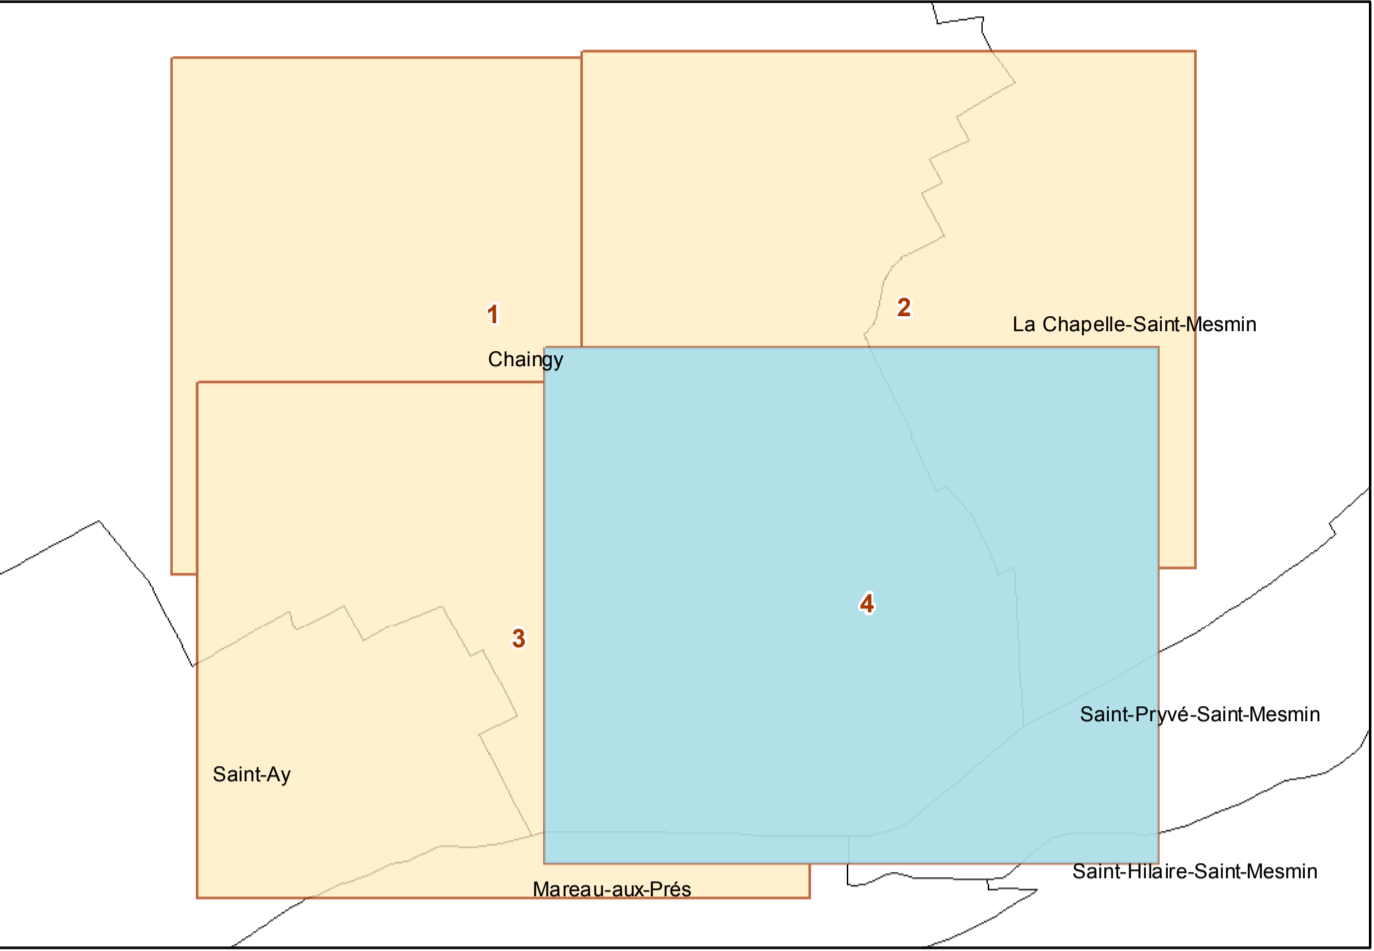 2
1
La Chapelle-Saint-Mesmin
Chaingy
4
3
Saint-Pryvé-Saint-Mesmin
Saint-Ay
Saint-Hilaire-Saint-Mesmin
Mareau-aux-Prés